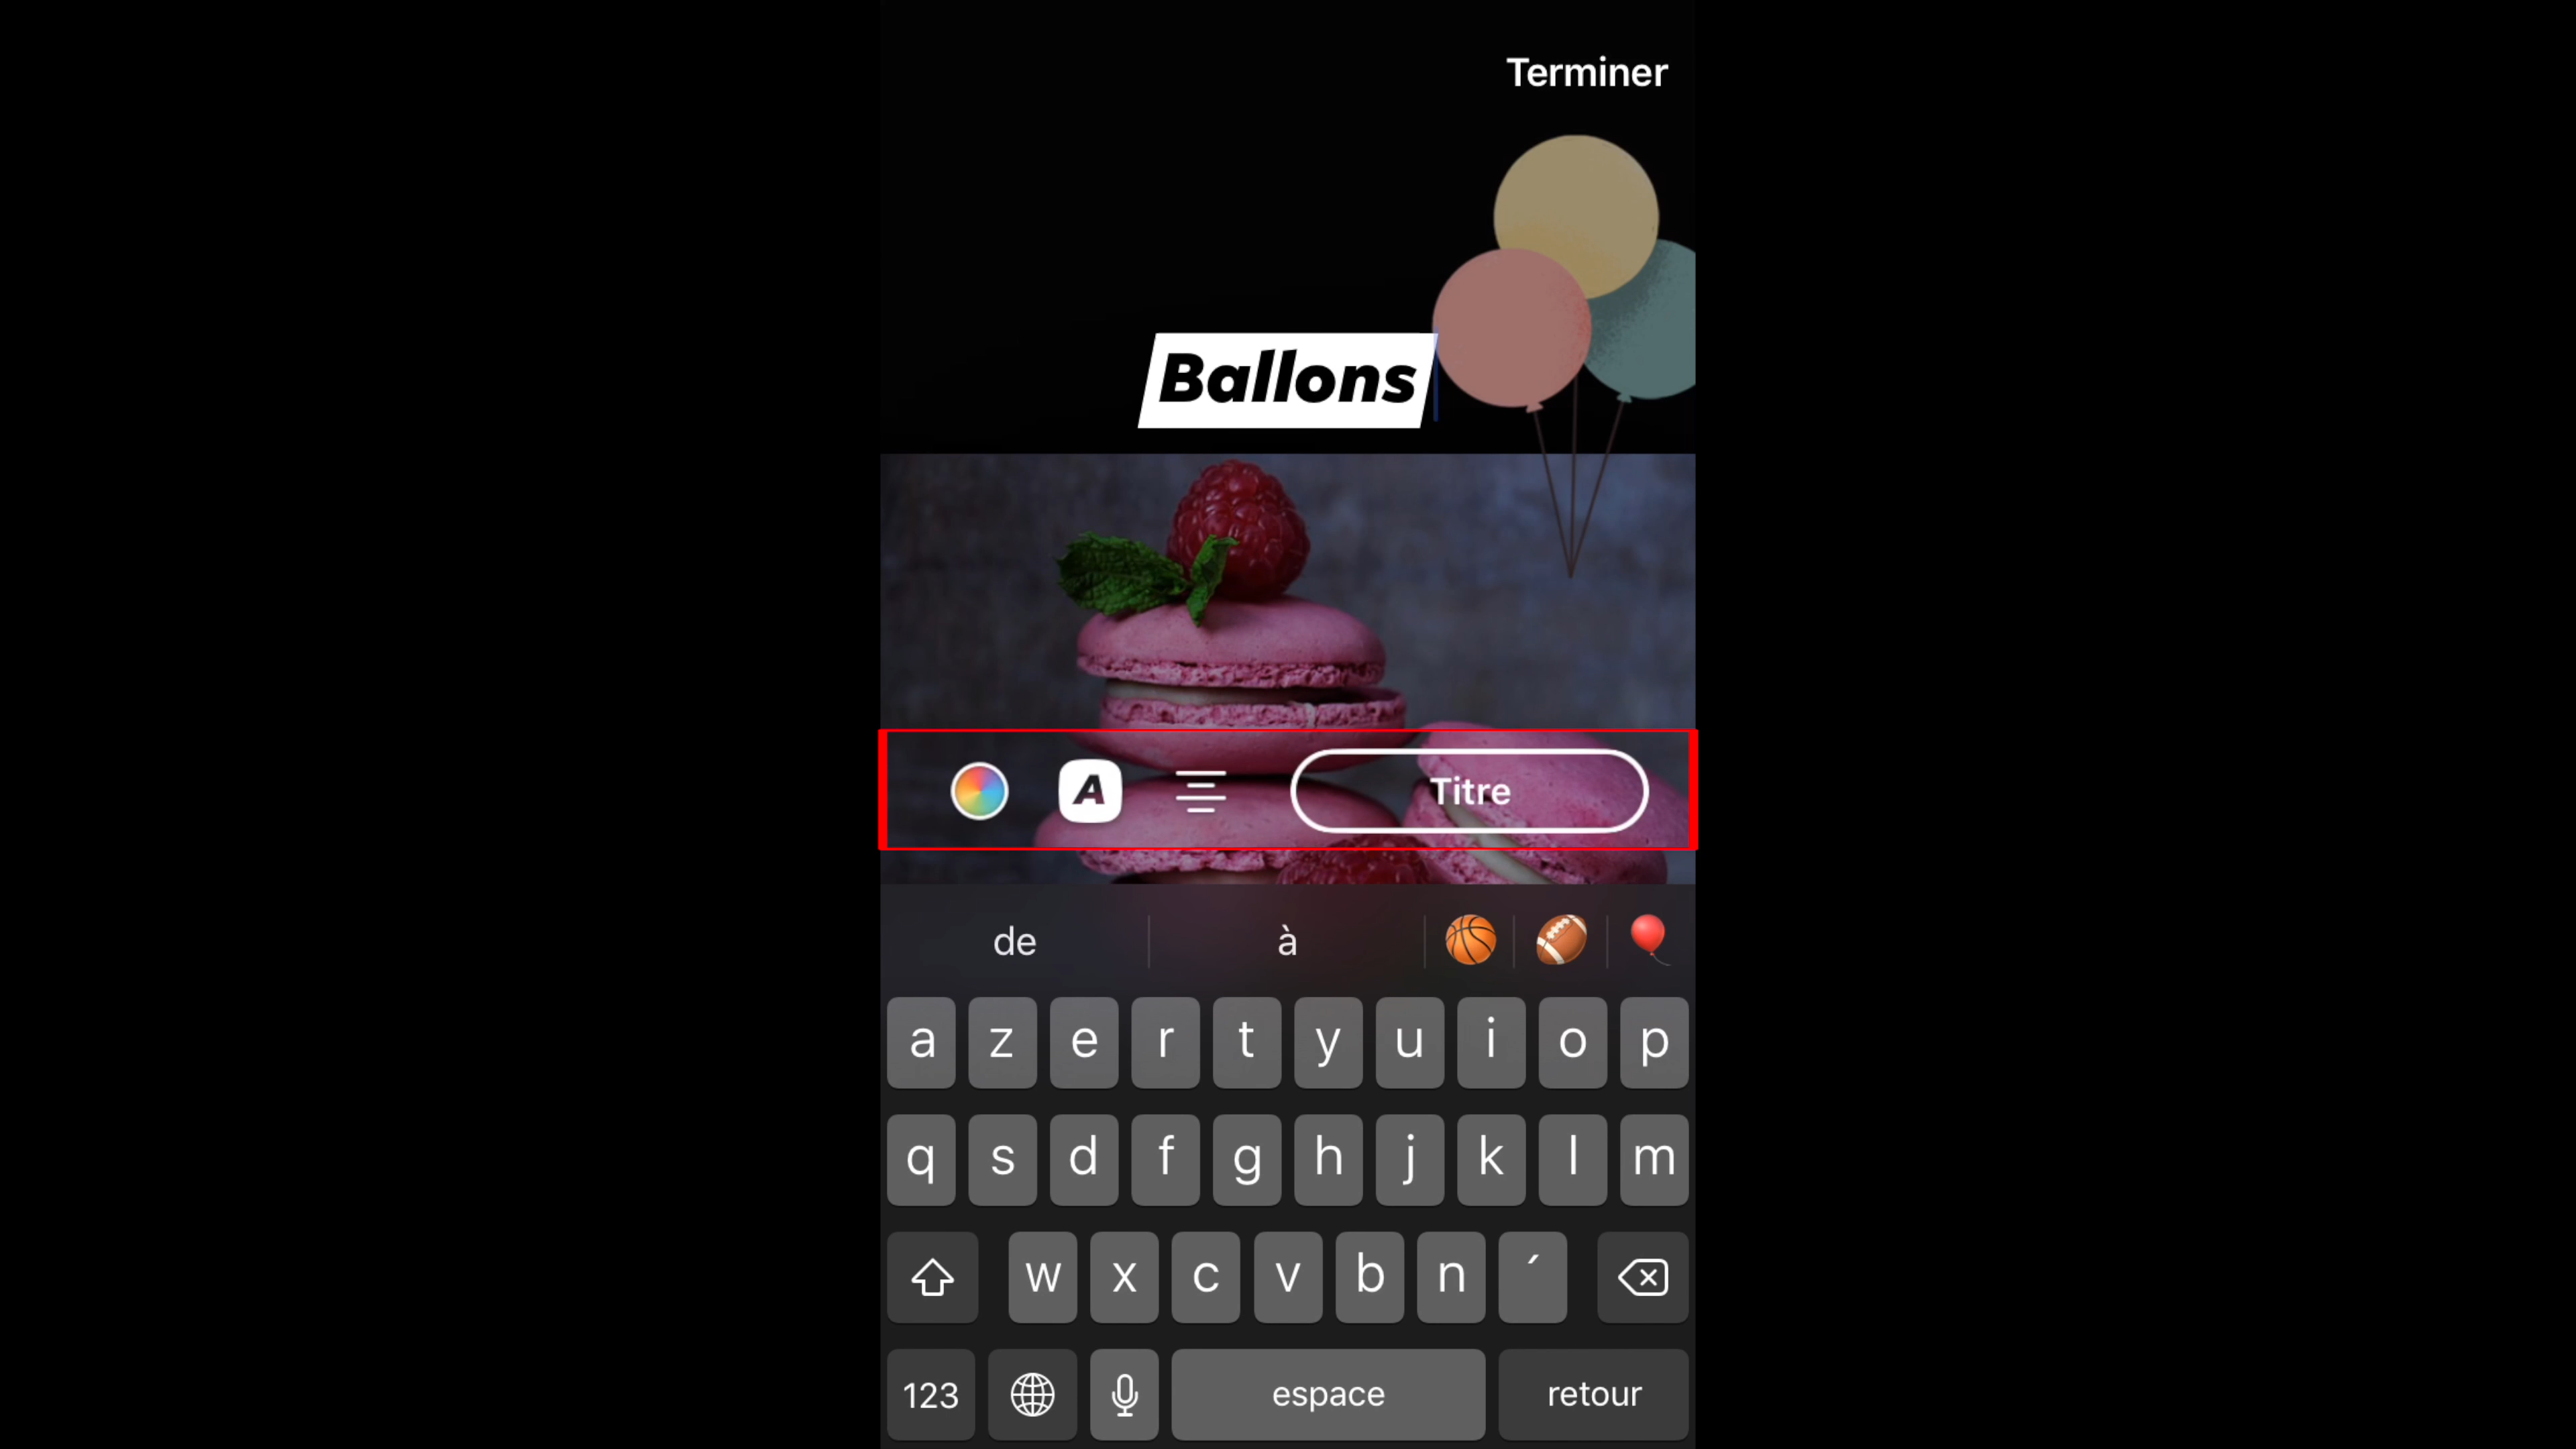 Terminer
Ballons
A Titre
de à
a z e r t y u i o p
q s d f g h j k l m
w x c v b n ´
123 espace retour